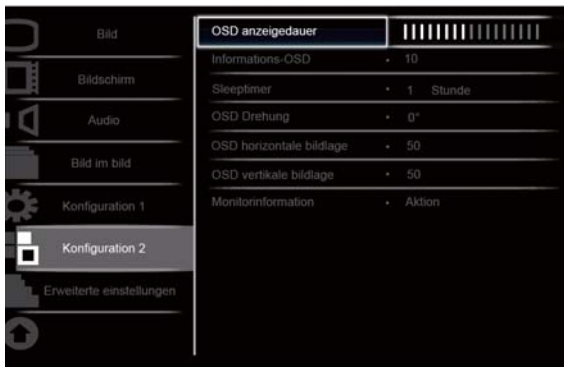 Bild
Bildschirm
Audio
Bild im bild
Konfiguration 1
Konfiguration 2
Erweiterte einstellungen
OSD anzeigedauer
Informations-OSD • 10
Sleeptimer • 1 Stunde
OSD Drehung • 0°
OSD horizontale bildlage • 50
OSD vertikale bildlage • 50
Monitorinformation • Aktion